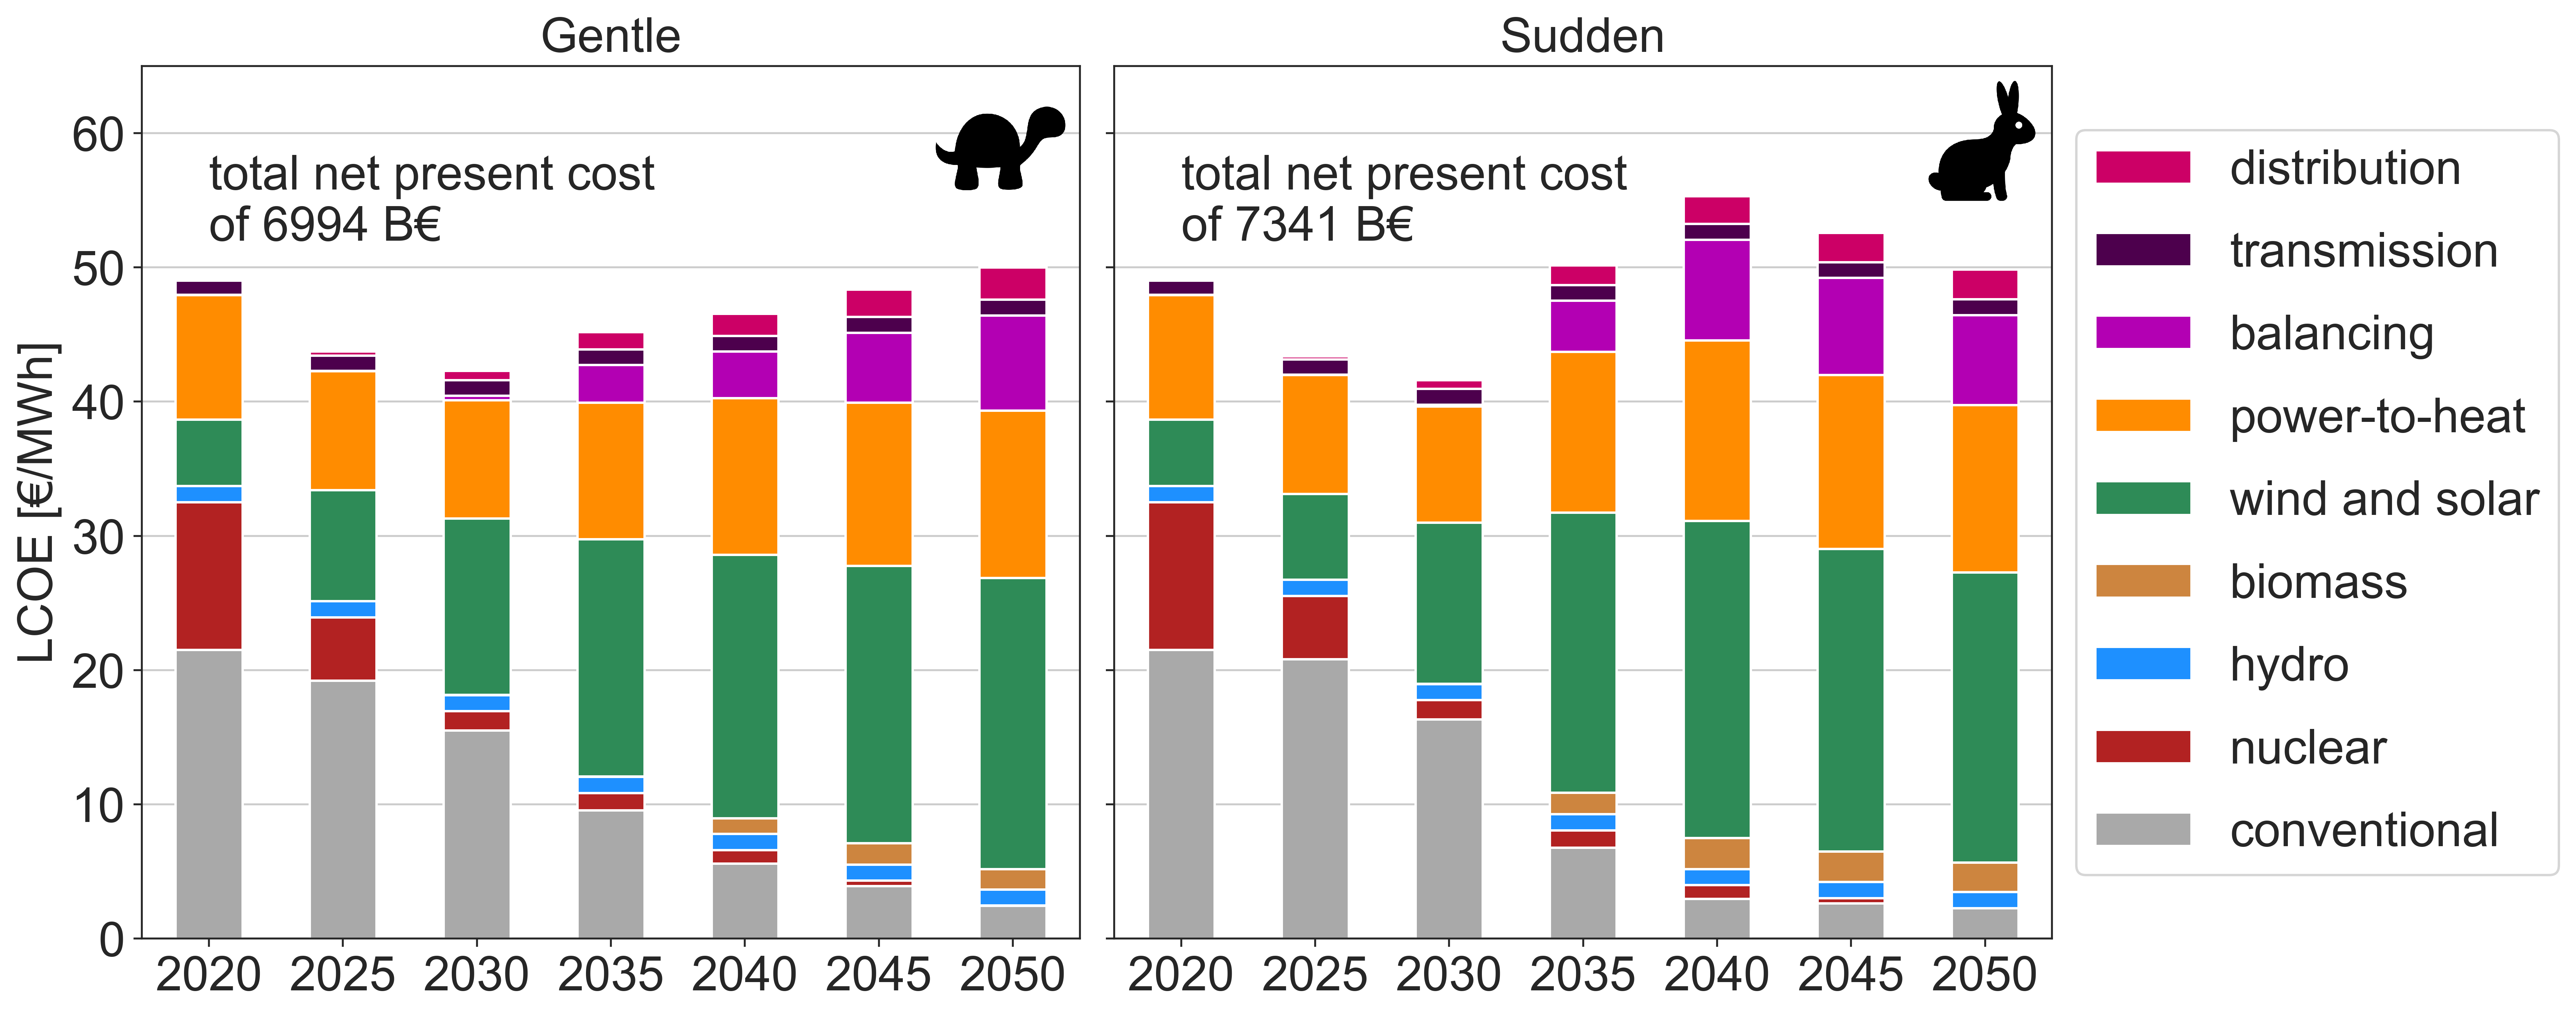 Gentle
Sudden
LCOE [€/MWh]
60
50
40
30
20
10
0
total net present cost
of 6994 B€
2020 2025 2030 2035 2040 2045 2050
total net present cost
of 7341 B€
2020 2025 2030 2035 2040 2045 2050
distribution
transmission
balancing
power-to-heat
wind and solar
biomass
hydro
nuclear
conventional